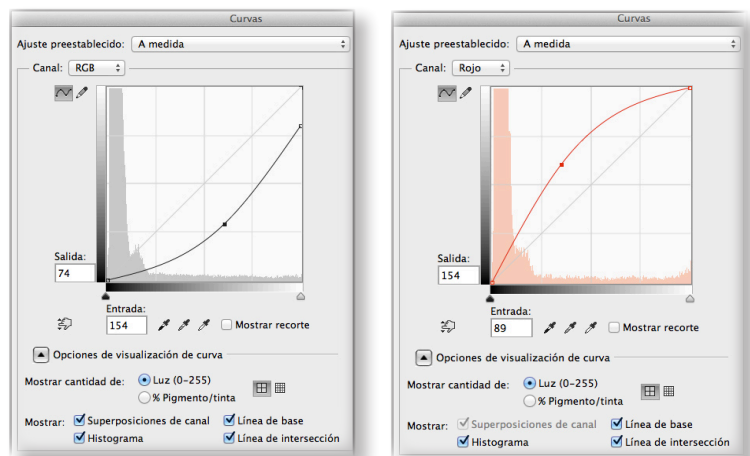 Curvas
Ajuste preestablecido: A medida
Canal: RGB
Salida:
74
Entrada:
154
Mostrar recorte
Opciones de visualización de curva
Mostrar cantidad de: Luz (0-255)
% Pigmento/tinta
Mostrar: Superposiciones de canal Línea de base
Histograma Línea de intersección
Curvas
Ajuste preestablecido: A medida
Canal: Rojo
Salida:
154
Entrada:
89
Mostrar recorte
Opciones de visualización de curva
Mostrar cantidad de: Luz (0-255)
% Pigmento/tinta
Mostrar: Superposiciones de canal Línea de base
Histograma Línea de intersección